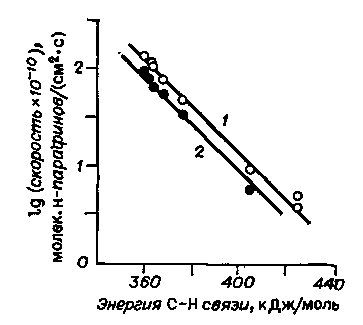 lg (скорость×10⁻¹⁰),
молек. н-парафинов/(см²·с)
2
1
0
1
2
360
400
440
Энергия С–Н связи, кДж/моль